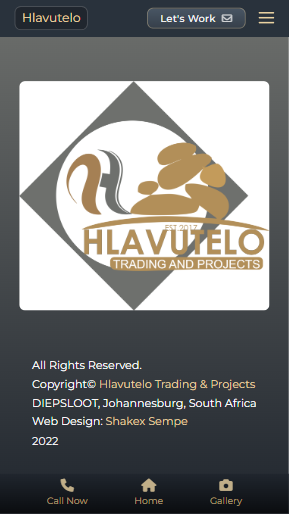 Hlavutelo
Let's Work
EST 2017
HLAVUTELO
TRADING AND PROJECTS
All Rights Reserved.
Copyright© Hlavutelo Trading & Projects
DIEPSLOOT, Johannesburg, South Africa
Web Design: Shakex Sempe
2022
Call Now
Home
Gallery